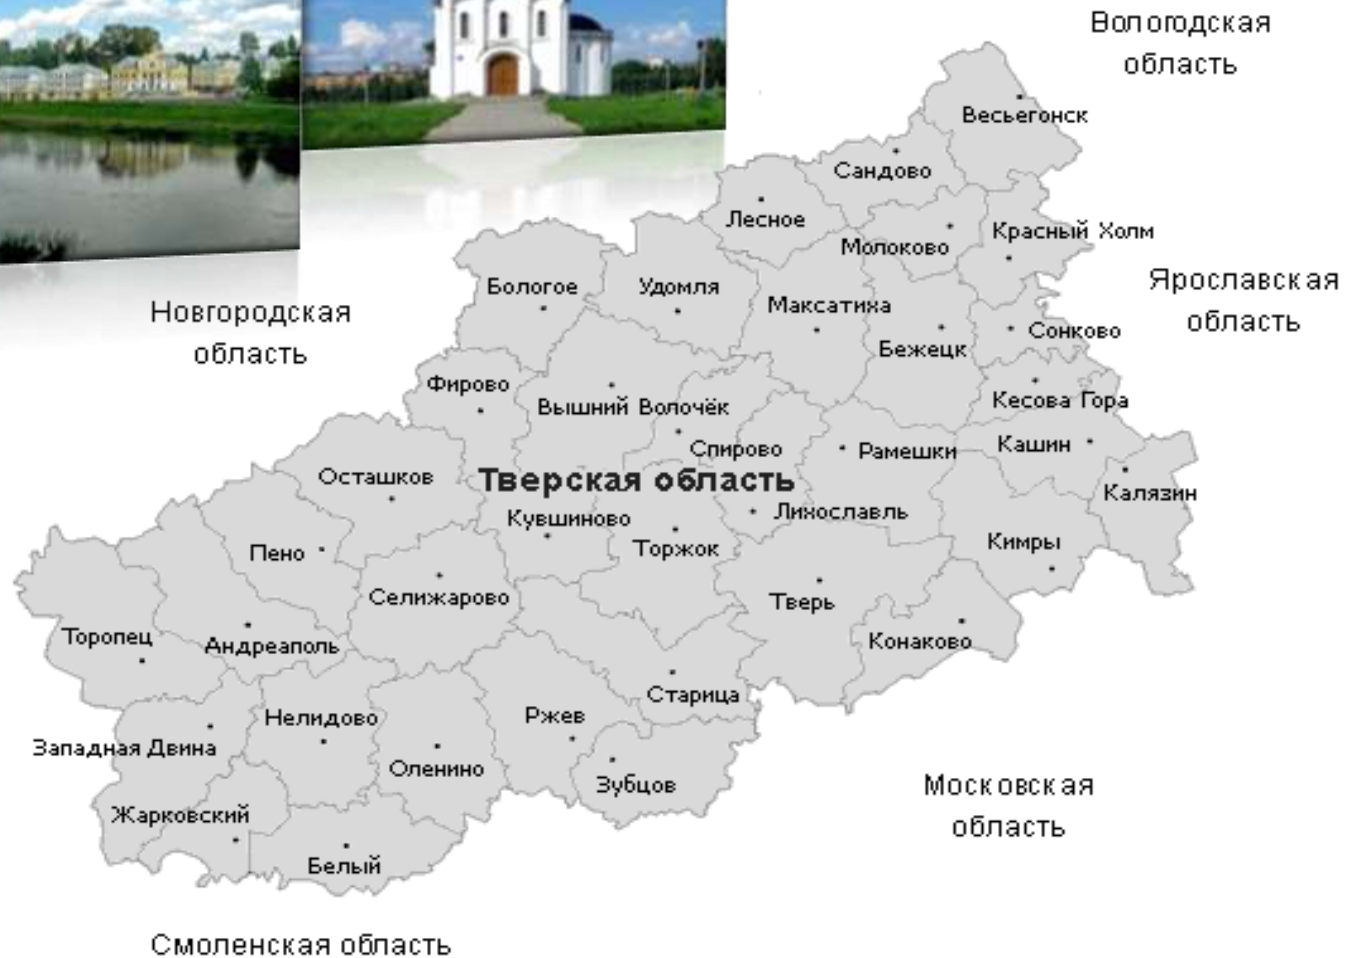 Вологодская
область
Весьегонск
Сандово
Лесное
Красный Холм
Молоково
Ярославская
область
Бологое
Удомля
Максатиха
Новгородская
область
Сонково
Бежецк
Фирово
Вышний Волочёк
Кесова Гора
Спирово
Рамешки
Кашин
Осташков
Тверская область
Калязин
Кувшиново
Лихославль
Торжок
Кимры
Пено
Селижарово
Тверь
Торопец
Андреаполь
Конаково
Старица
Нелидово
Ржев
Западная Двина
Оленино
Зубцов
Московская
область
Жарковский
Белый
Смоленская область